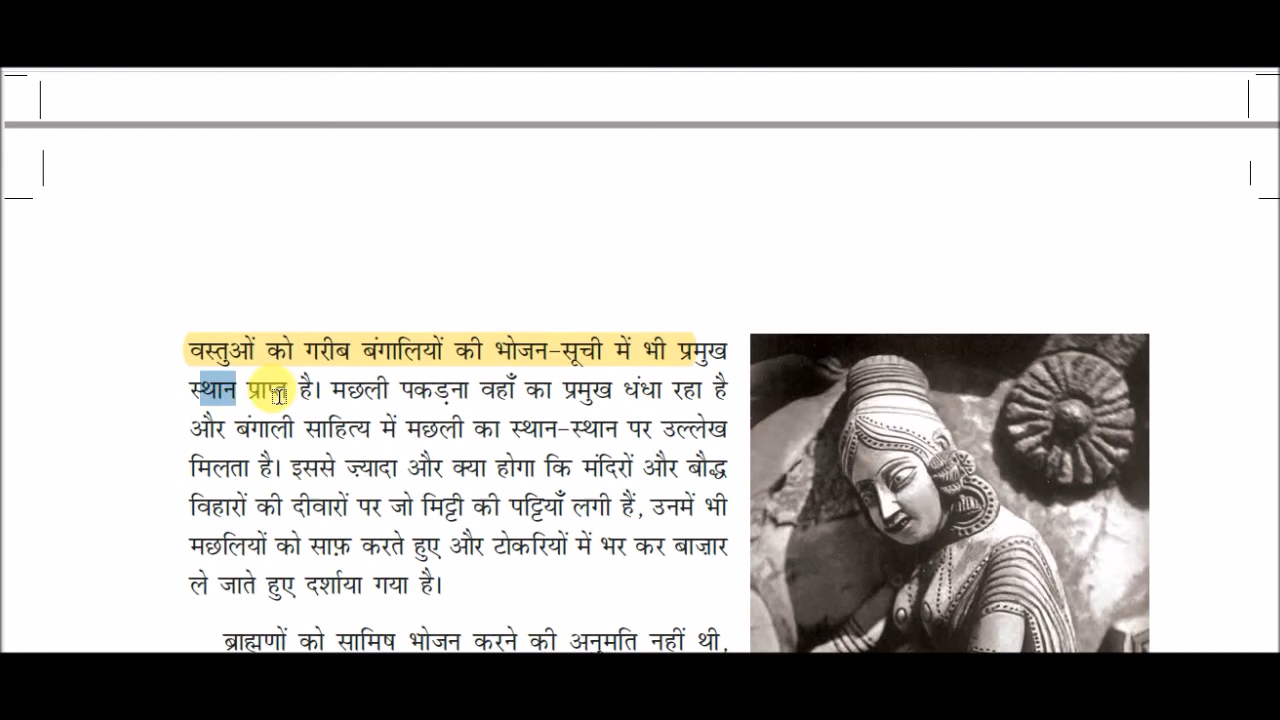 वस्तुओं को गरीब बंगालियों की भोजन-सूची में भी प्रमुख
स्थान प्राप्त है। मछली पकड़ना वहाँ का प्रमुख धंधा रहा है
और बंगाली साहित्य में मछली का स्थान-स्थान पर उल्लेख
मिलता है। इससे ज़्यादा और क्या होगा कि मंदिरों और बौद्ध
विहारों की दीवारों पर जो मिट्टी की पट्टियाँ लगी हैं, उनमें भी
मछलियों को साफ़ करते हुए और टोकरियों में भर कर बाजार
ले जाते हुए दर्शाया गया है।
ब्राह्मणों को सामिष भोजन करने की अनुमति नहीं थी,